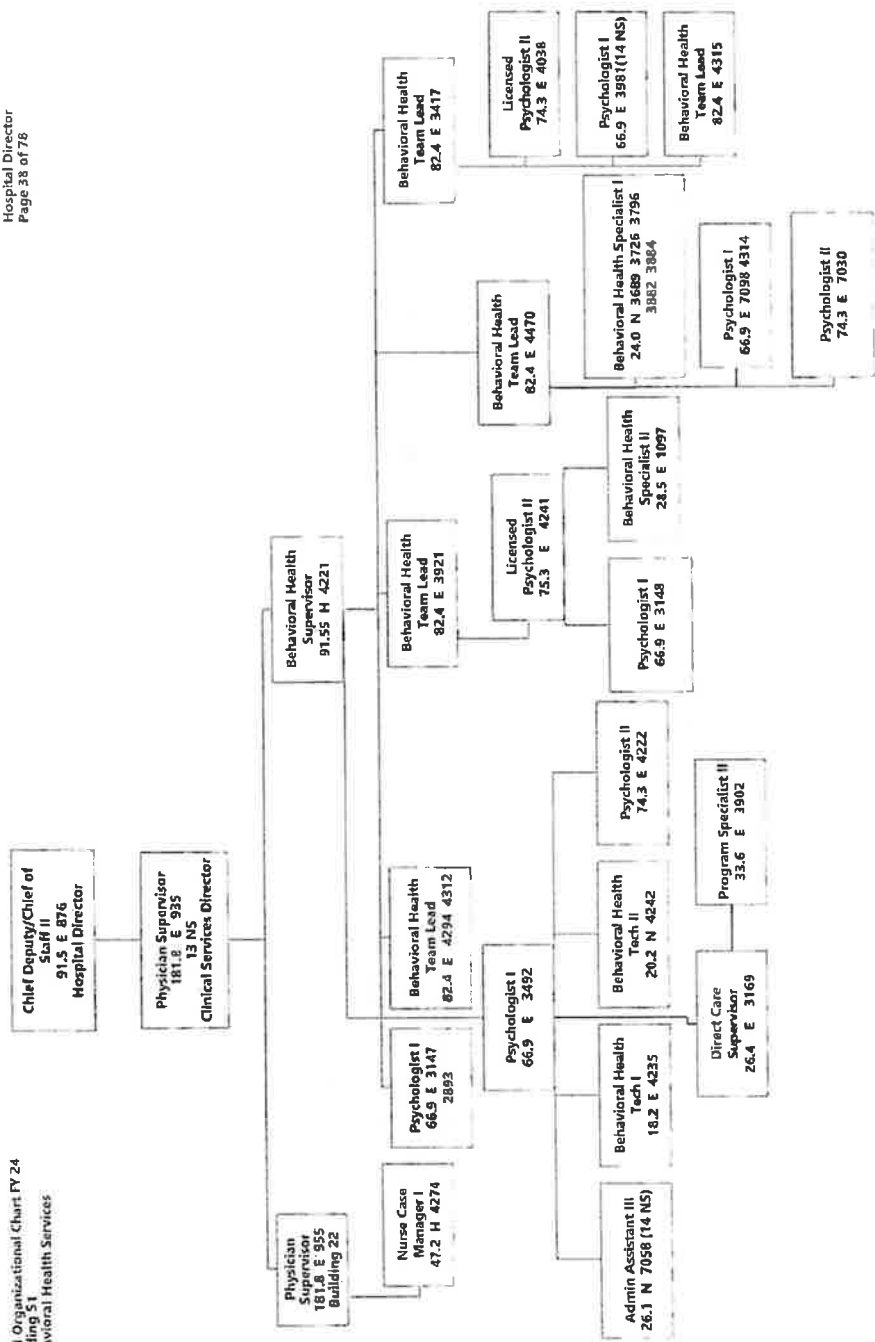 Organizational Chart FY 24
51
Behavioral Health Services
Hospital Director
Page 38 of 78
Chief Deputy/Chief of
Staff II
91.5 E 876
Hospital Director
Physician Supervisor
181.8 E 935
13 NS
Clinical Services Director
Physician
Supervisor
181.8 E 955
Building 22
Nurse Case
Manager I
47.2 H 4274
Behavioral Health
Supervisor
91.55 H 4221
Psychologist I
66.9 E 3147
2893
Behavioral Health
Team Lead
82.4 E 4294 4312
Behavioral Health
Team Lead
82.4 E 3921
Behavioral Health
Team Lead
82.4 E 4470
Behavioral Health
Team Lead
82.4 E 3417
Psychologist I
66.9 E 3492
Admin Assistant III
26.1 N 7058 (14 NS)
Behavioral Health
Tech I
18.2 E 4235
Behavioral Health
Tech II
20.2 N 4242
Psychologist II
74.3 E 4222
Direct Care
Supervisor
26.4 E 3169
Program Specialist II
33.6 E 3902
Licensed
Psychologist II
75.3 E 4241
Psychologist I
66.9 E 3148
Behavioral Health
Specialist II
28.5 E 1097
Behavioral Health Specialist I
24.0 N 3689 3726 3796
3882 3884
Psychologist I
66.9 E 7098 4314
Psychologist II
74.3 E 7030
Licensed
Psychologist II
74.3 E 4038
Psychologist I
66.9 E 3981(14 NS)
Behavioral Health
Team Lead
82.4 E 4315